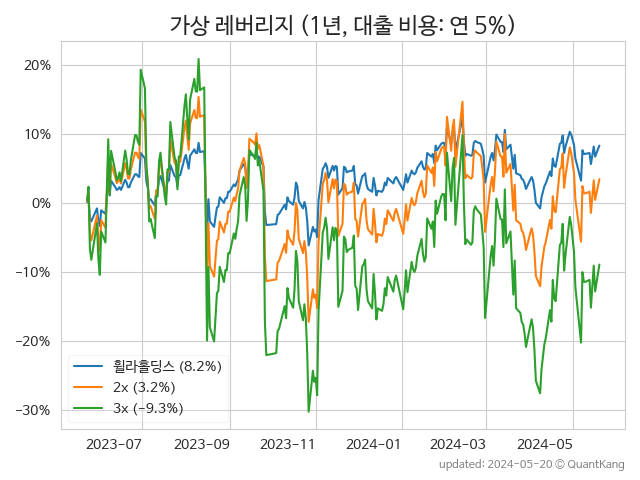 가상 레버리지 (1년, 대출 비용: 연 5%)
20%
10%
0%
−10%
−20%
−30%
휠라홀딩스 (8.2%)
2x (3.2%)
3x (−9.3%)
2023-07
2023-09
2023-11
2024-01
2024-03
2024-05
updated: 2024-05-20 © QuantKang